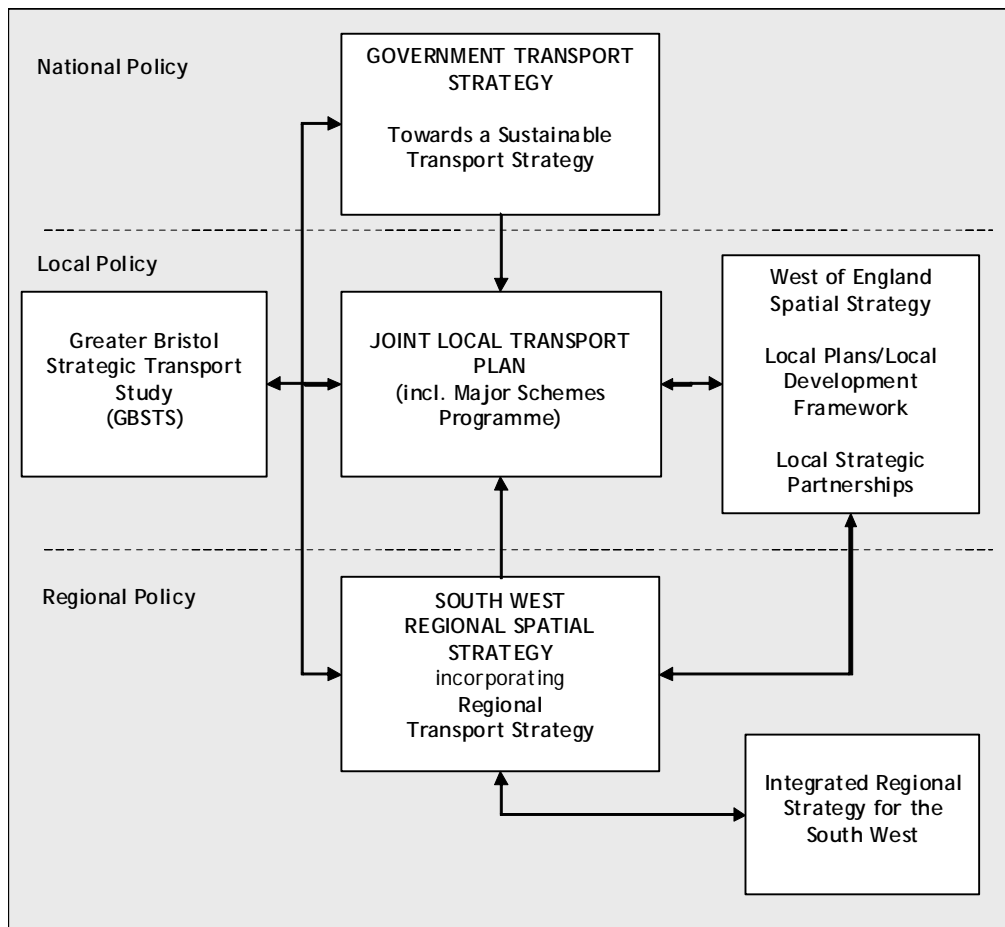 National Policy
GOVERNMENT TRANSPORT
STRATEGY
Towards a Sustainable
Transport Strategy
Local Policy
Greater Bristol
Strategic Transport
Study
(GBSTS)
JOINT LOCAL TRANSPORT
PLAN
(incl. Major Schemes
Programme)
West of England
Spatial Strategy
Local Plans/Local
Development
Framework
Local Strategic
Partnerships
Regional Policy
SOUTH WEST
REGIONAL SPATIAL
STRATEGY
incorporating
Regional
Transport Strategy
Integrated Regional
Strategy for the
South West